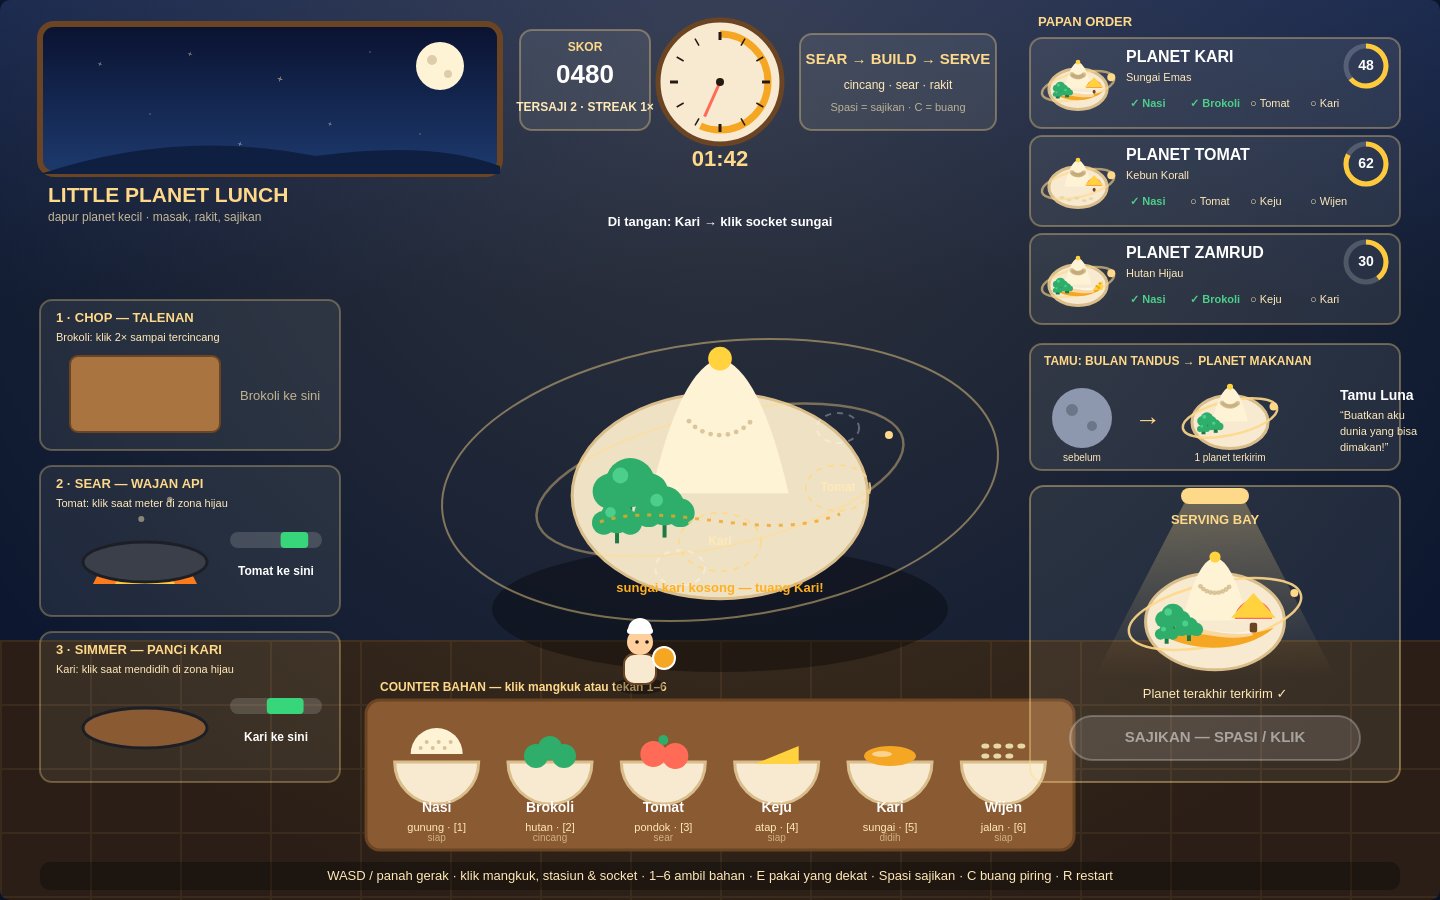 SKOR
0480
TERSAJI 2 · STREAK 1×
01:42
SEAR → BUILD → SERVE
cincang · sear · rakit
Spasi = sajikan · C = buang
LITTLE PLANET LUNCH
dapur planet kecil · masak, rakit, sajikan
Di tangan: Kari → klik socket sungai
PAPAN ORDER
PLANET KARI
48
Sungai Emas
✓ Nasi ✓ Brokoli ○ Tomat ○ Kari
PLANET TOMAT
62
Kebun Korall
✓ Nasi ○ Tomat ○ Keju ○ Wijen
PLANET ZAMRUD
30
Hutan Hijau
✓ Nasi ✓ Brokoli ○ Keju ○ Kari
TAMU: BULAN TANDUS → PLANET MAKANAN
→
sebelum
1 planet terkirim
Tamu Luna
“Buatkan aku
dunia yang bisa
dimakan!”
1 · CHOP — TALENAN
Brokoli: klik 2× sampai tercincang
Brokoli ke sini
2 · SEAR — WAJAN API
Tomat: klik saat meter di zona hijau
Tomat ke sini
3 · SIMMER — PANCi KARI
Kari: klik saat mendidih di zona hijau
Kari ke sini
Tomat
Kari
sungai kari kosong — tuang Kari!
SERVING BAY
Planet terakhir terkirim ✓
SAJIKAN — SPASI / KLIK
COUNTER BAHAN — klik mangkuk atau tekan 1–6
Nasi
gunung · [1]
siap
Brokoli
hutan · [2]
cincang
Tomat
pondok · [3]
sear
Keju
atap · [4]
siap
Kari
sungai · [5]
didih
Wijen
jalan · [6]
siap
WASD / panah gerak · klik mangkuk, stasiun & socket · 1–6 ambil bahan · E pakai yang dekat · Spasi sajikan · C buang piring · R restart